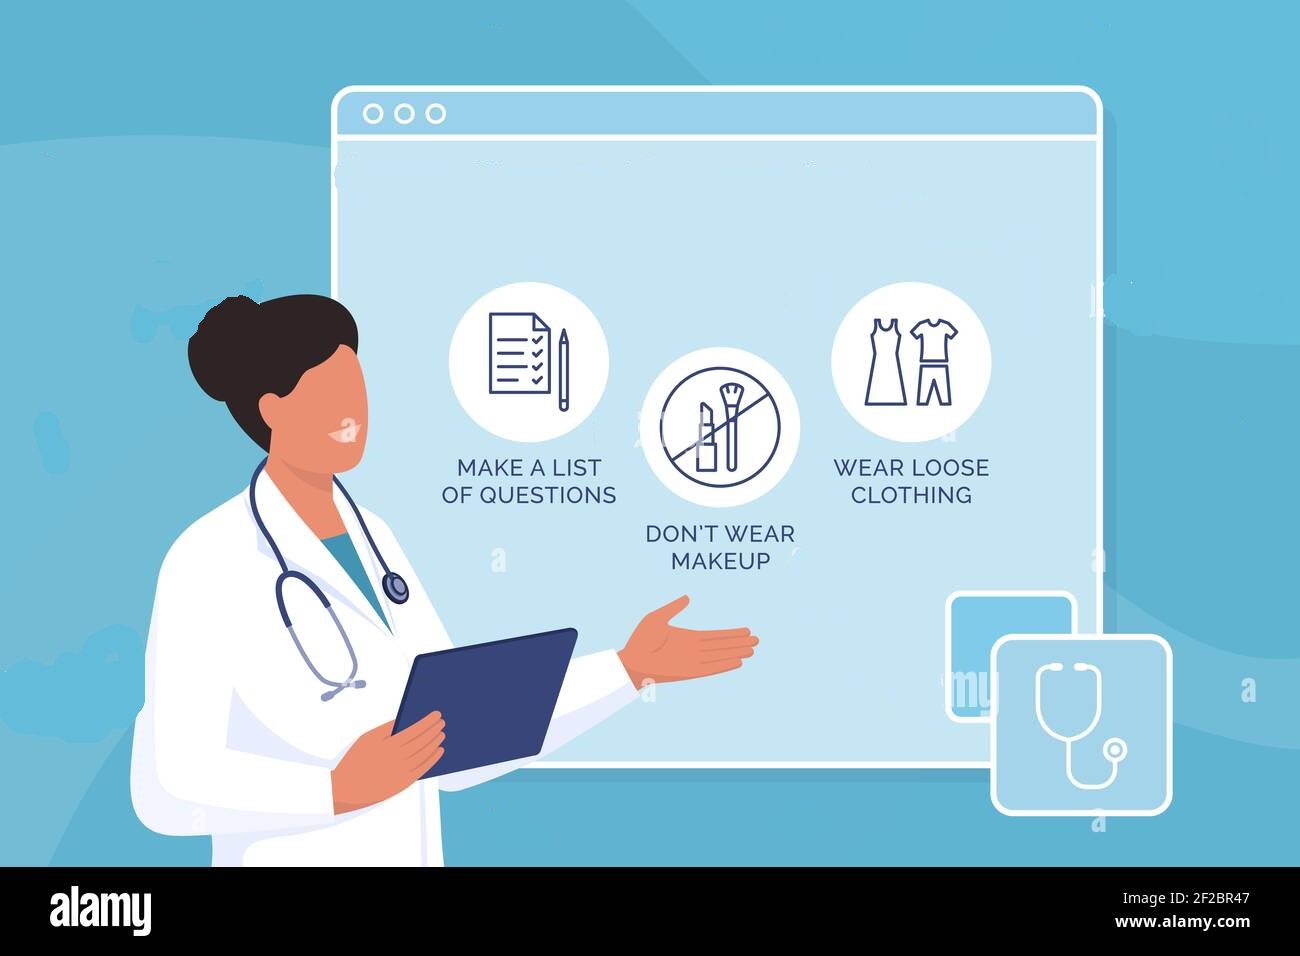 MAKE A LIST
OF QUESTIONS
DON'T WEAR
MAKEUP
WEAR LOOSE
CLOTHING
alamy
Image ID: 2F2BR47
www.alamy.com